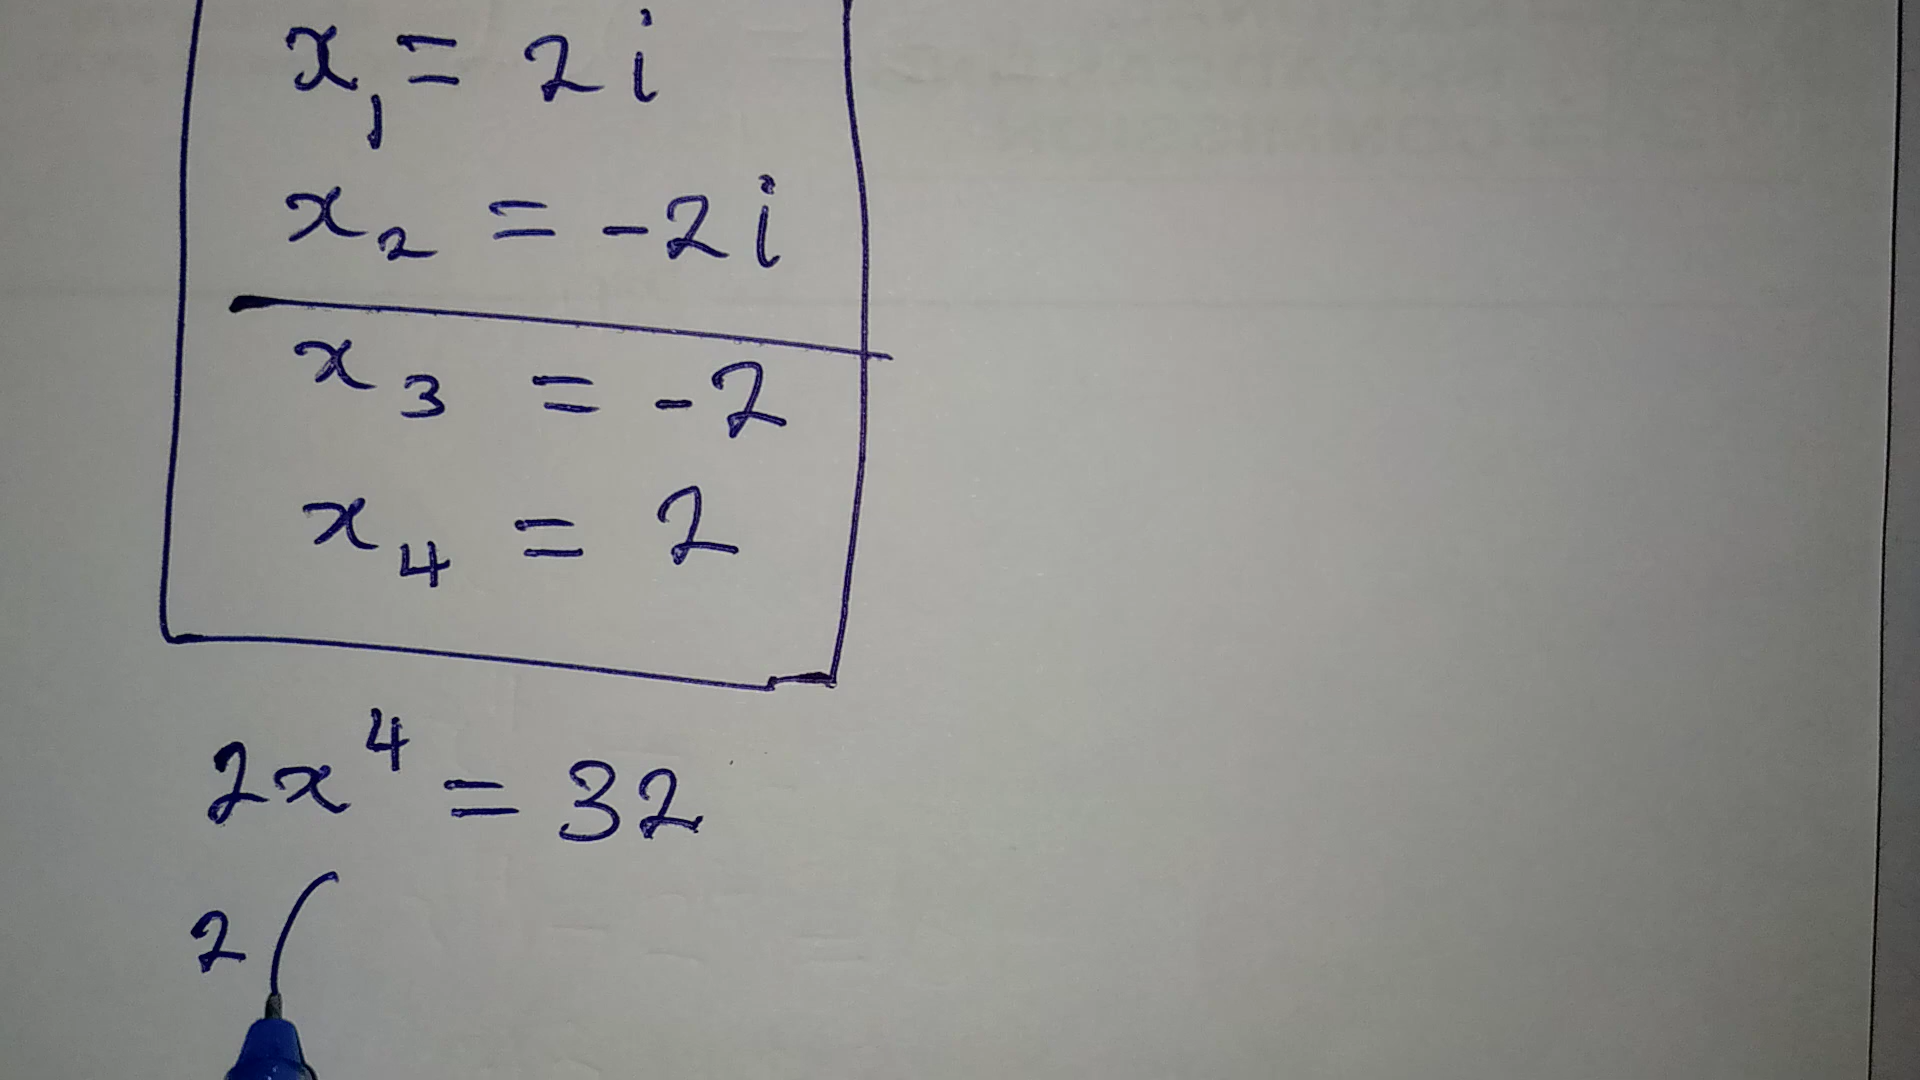 x₁ = 2i
x₂ = -2i
x₃ = -2
x₄ = 2
2x⁴ = 32
2(